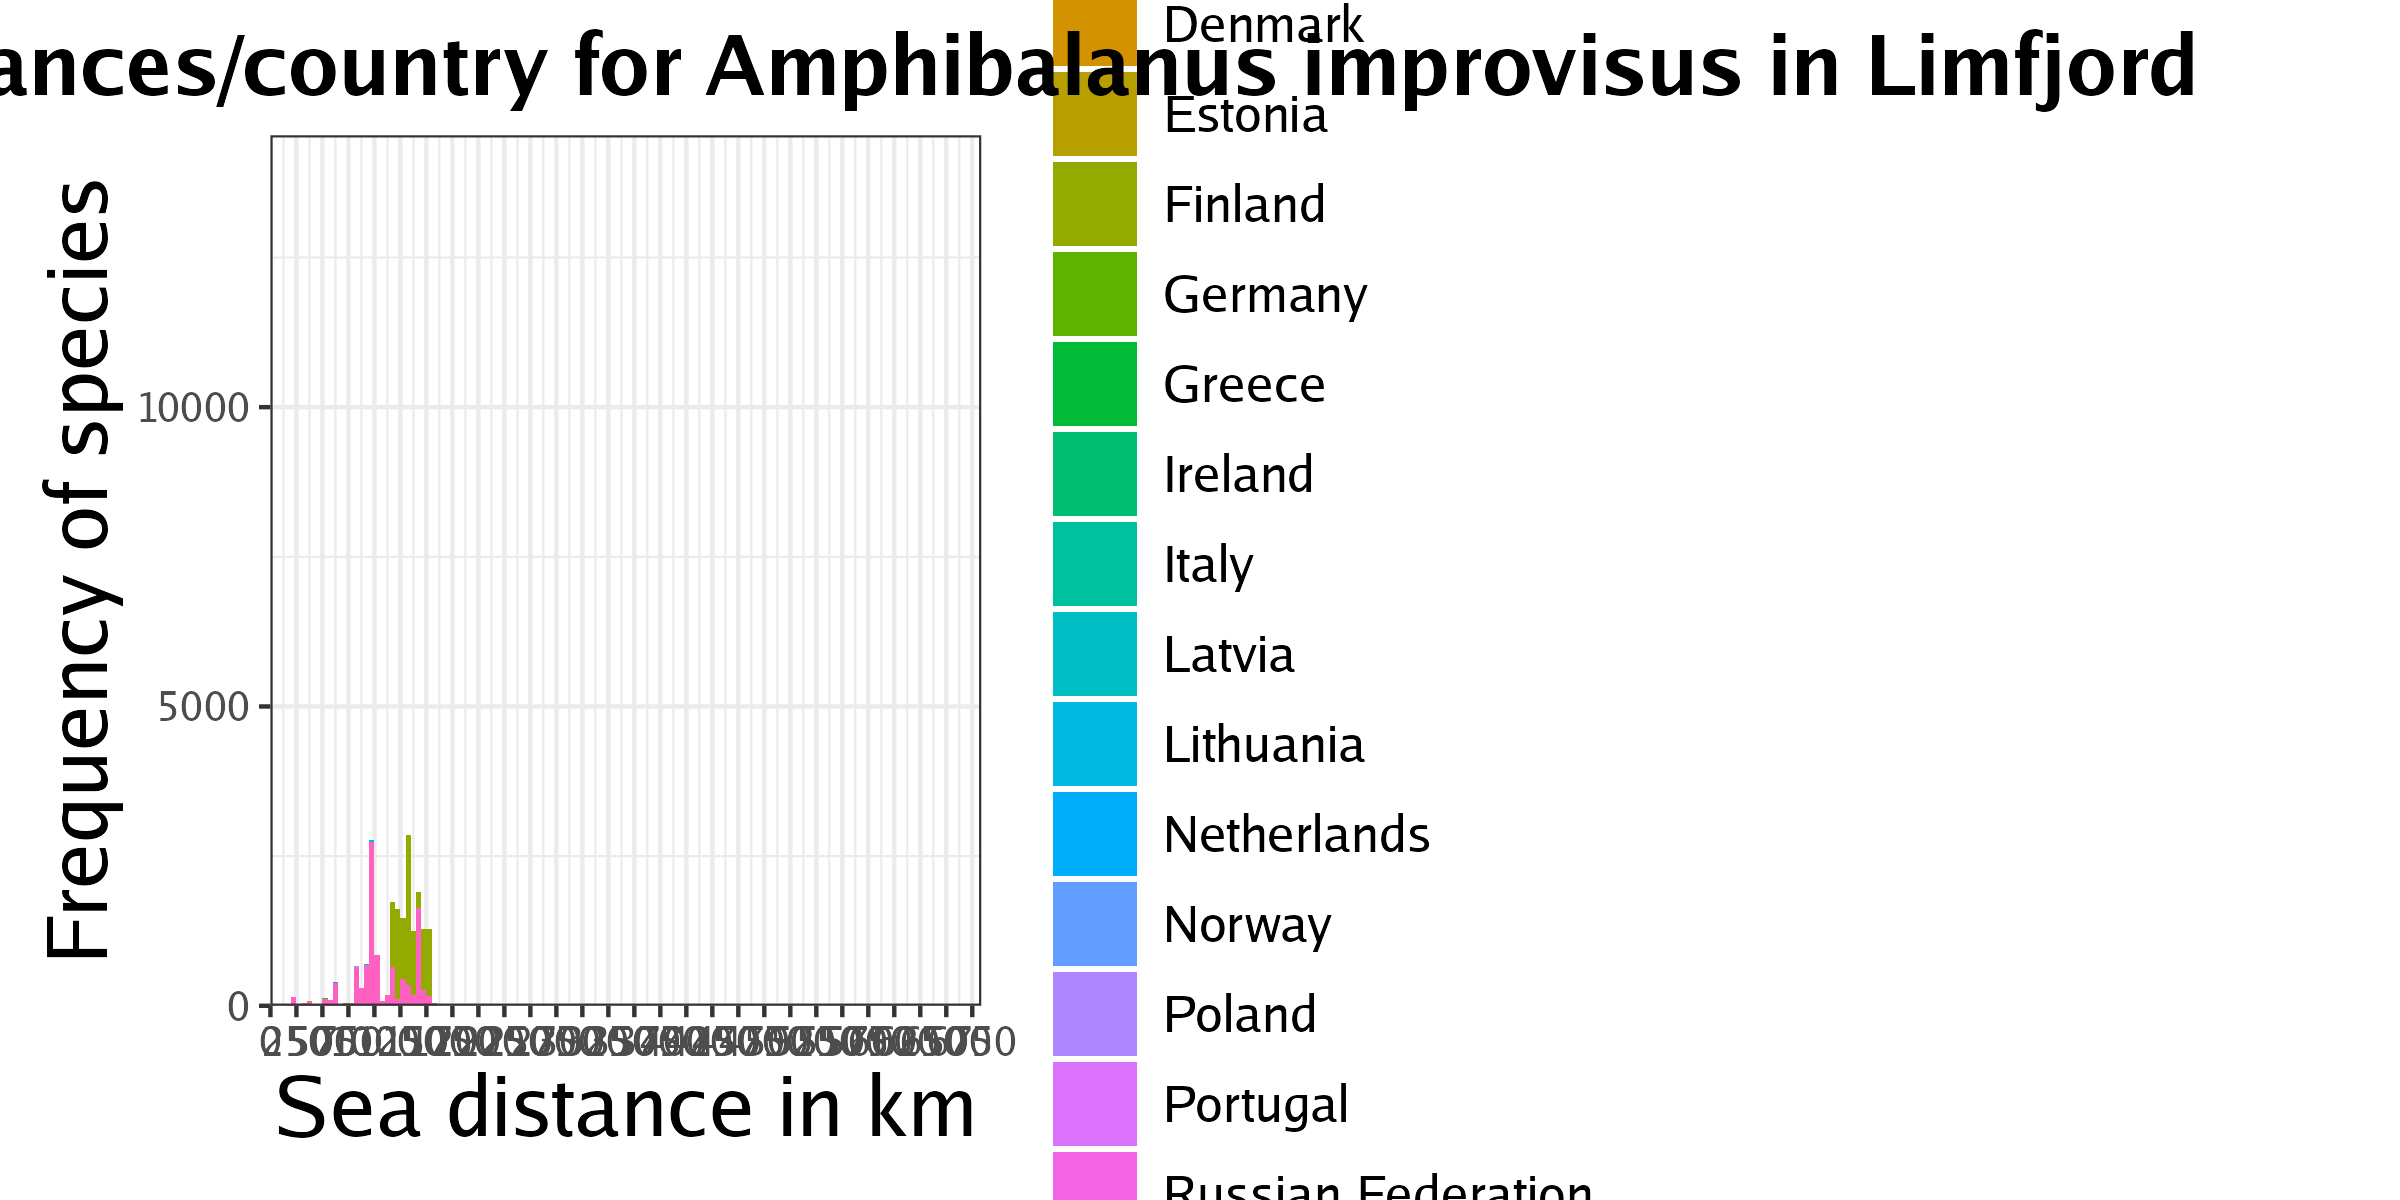 ances/country for Amphibalanus improvisus in Limfjord
Denmark
Estonia
Finland
Germany
Greece
Ireland
Italy
Latvia
Lithuania
Netherlands
Norway
Poland
Portugal
Russian Federation
Frequency of species
10000
5000
0
Sea distance in km